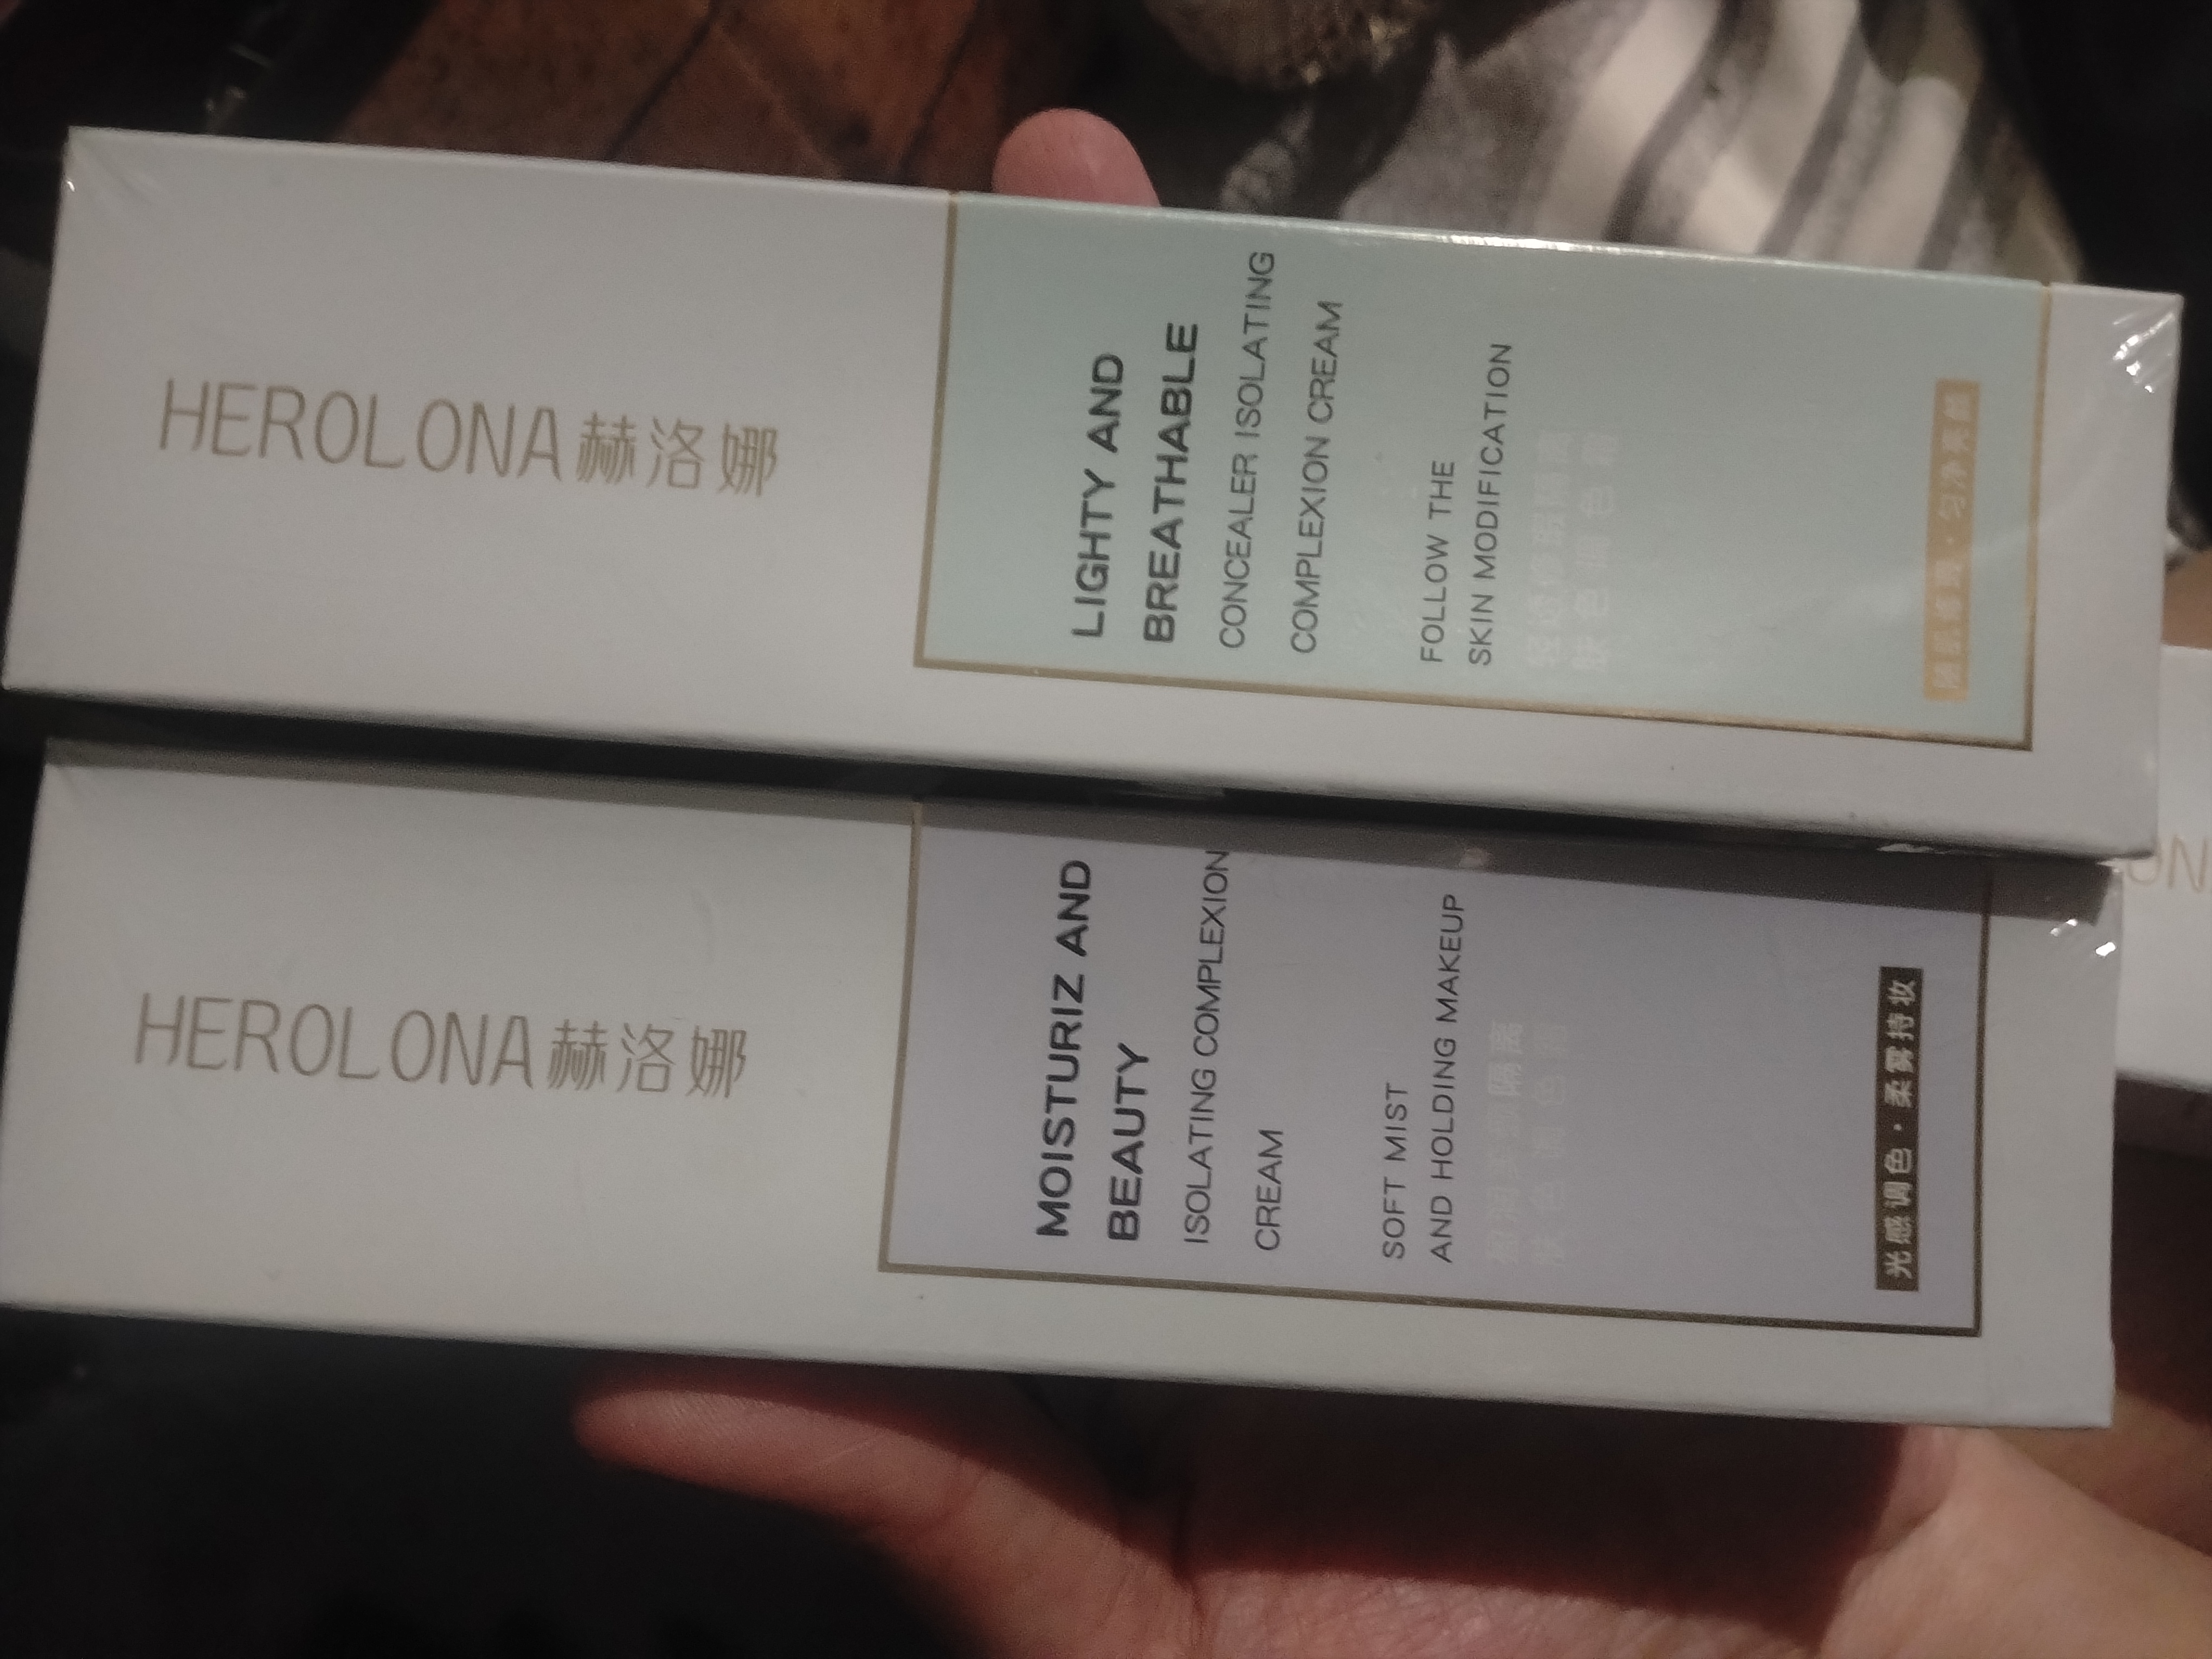 HEROLONA赫洛娜
LIGHTY AND
BREATHABLE
CONCEALER ISOLATING
COMPLEXION CREAM
FOLLOW THE
SKIN MODIFICATION
HEROLONA赫洛娜
MOISTURIZ AND
BEAUTY
ISOLATING COMPLEXION
CREAM
SOFT MIST
AND HOLDING MAKEUP
光感调色·柔雾持妆
ON